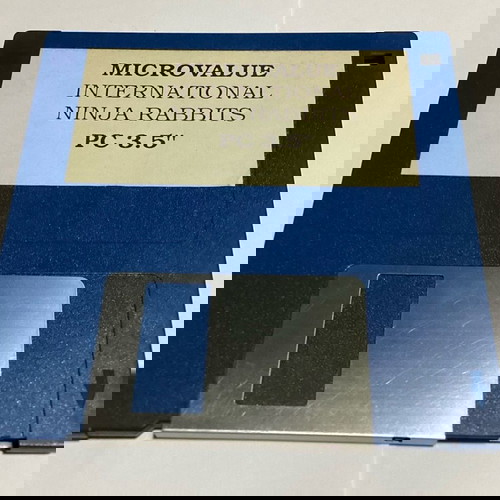 MICROVALUE
INTERNATIONAL
NINJA RABBITS
PC 3.5"